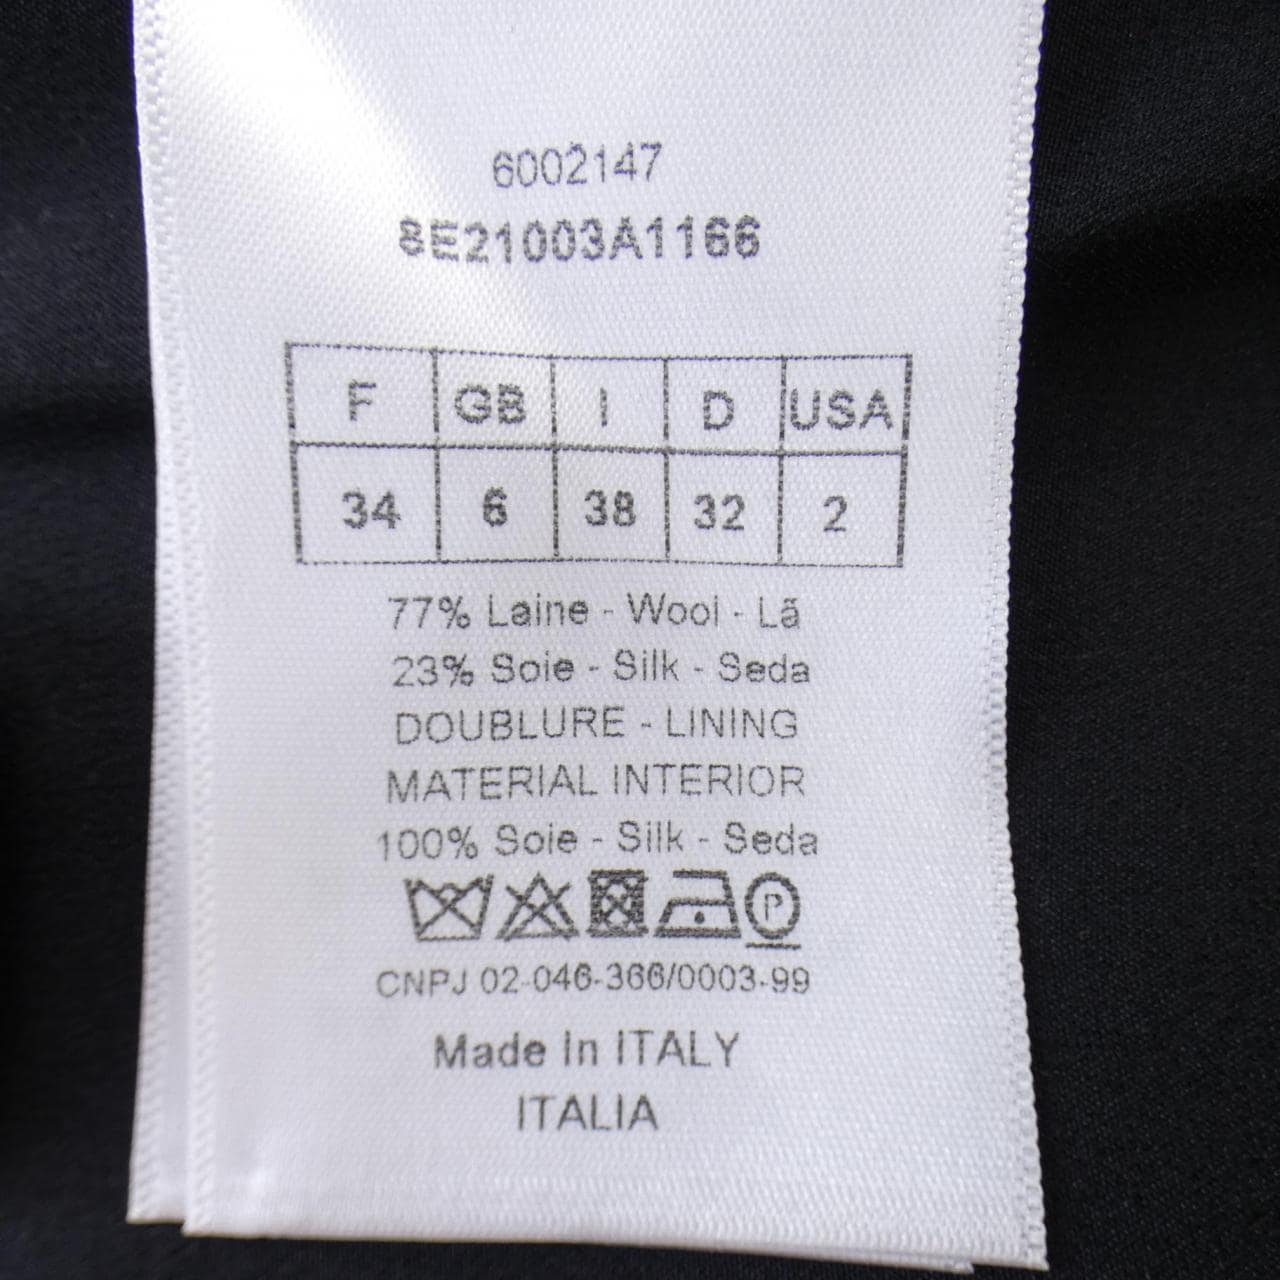 6002147
8E21003A1166
F GB I D USA
34 6 38 32 2
77% Laine - Wool - Lã
23% Soie - Silk - Seda
DOUBLURE - LINING
MATERIAL INTERIOR
100% Soie - Silk - Seda
P
CNPJ 02-046-366/0003-99
Made In ITALY
ITALIA